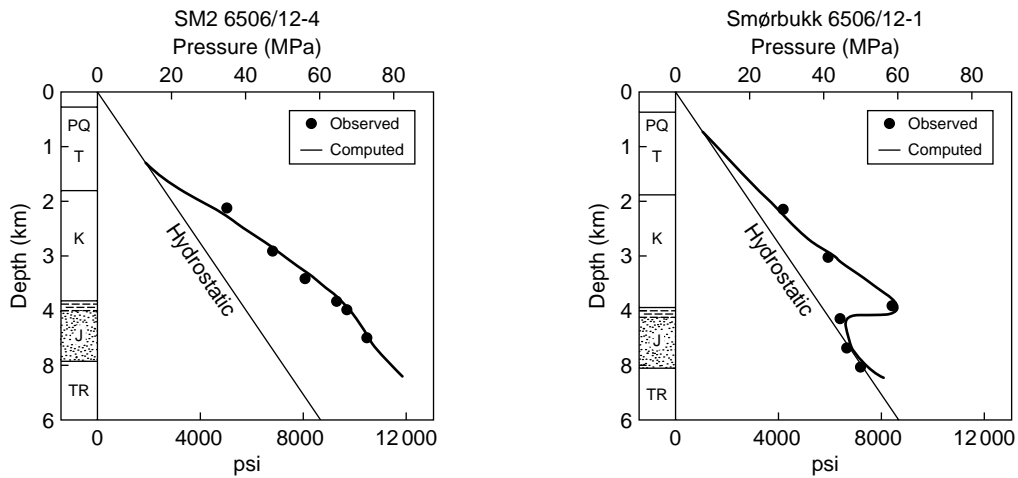 SM2 6506/12-4
Pressure (MPa)
0 20 40 60 80
0
1
2
3
4
8
6
Depth (km)
PQ
T
K
J
TR
Observed
Computed
Hydrostatic
0 4000 8000 12 000
psi
Smørbukk 6506/12-1
Pressure (MPa)
0 20 40 60 80
0
1
2
3
4
8
6
Depth (km)
PQ
T
K
J
TR
Observed
Computed
Hydrostatic
0 4000 8000 12 000
psi